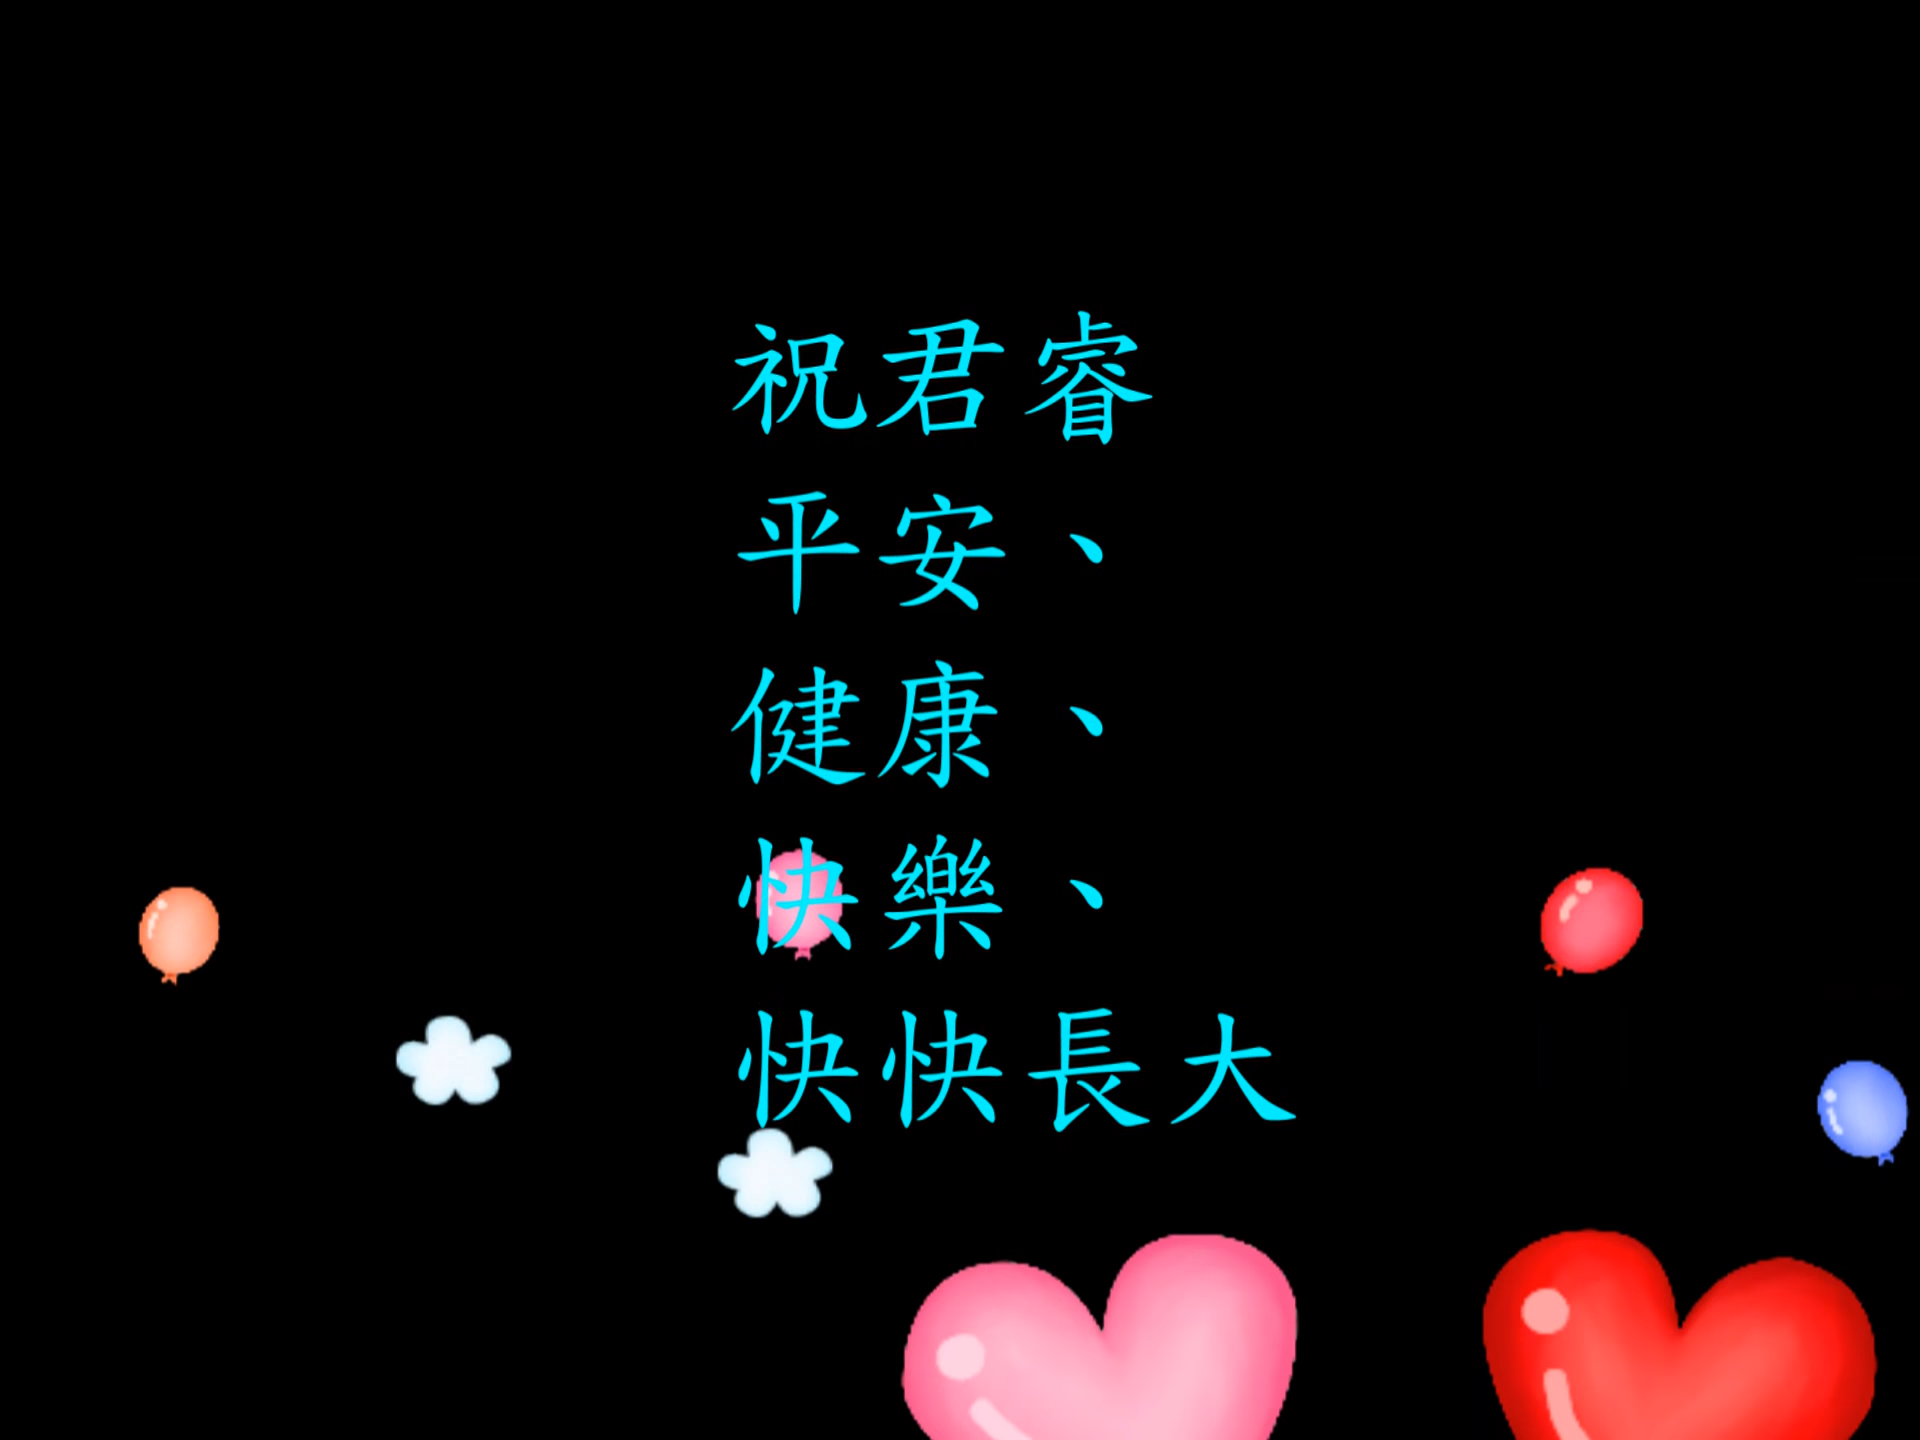 祝君睿
平安、
健康、
快樂、
快快長大